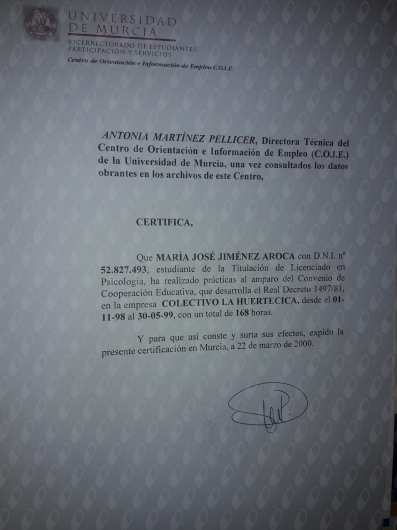 UNIVERSIDAD
DE MURCIA
VICERRECTORADO DE ESTUDIANTES,
PARTICIPACIÓN Y SERVICIOS
Centro de Orientación e Información de Empleo C.O.I.E.
ANTONIA MARTÍNEZ PELLICER, Directora Técnica del
Centro de Orientación e Información de Empleo (C.O.I.E.)
de la Universidad de Murcia, una vez consultados los datos
obrantes en los archivos de este Centro,
CERTIFICA,
Que MARÍA JOSÉ JIMÉNEZ AROCA con D.N.I. nº
52.827.493, estudiante de la Titulación de Licenciado en
Psicología, ha realizado prácticas al amparo del Convenio de
Cooperación Educativa, que desarrolla el Real Decreto 1497/81,
en la empresa COLECTIVO LA HUERTECICA, desde el 01-
11-98 al 30-05-99, con un total de 168 horas.
Y para que así conste y surta sus efectos, expido la
presente certificación en Murcia, a 22 de marzo de 2000.